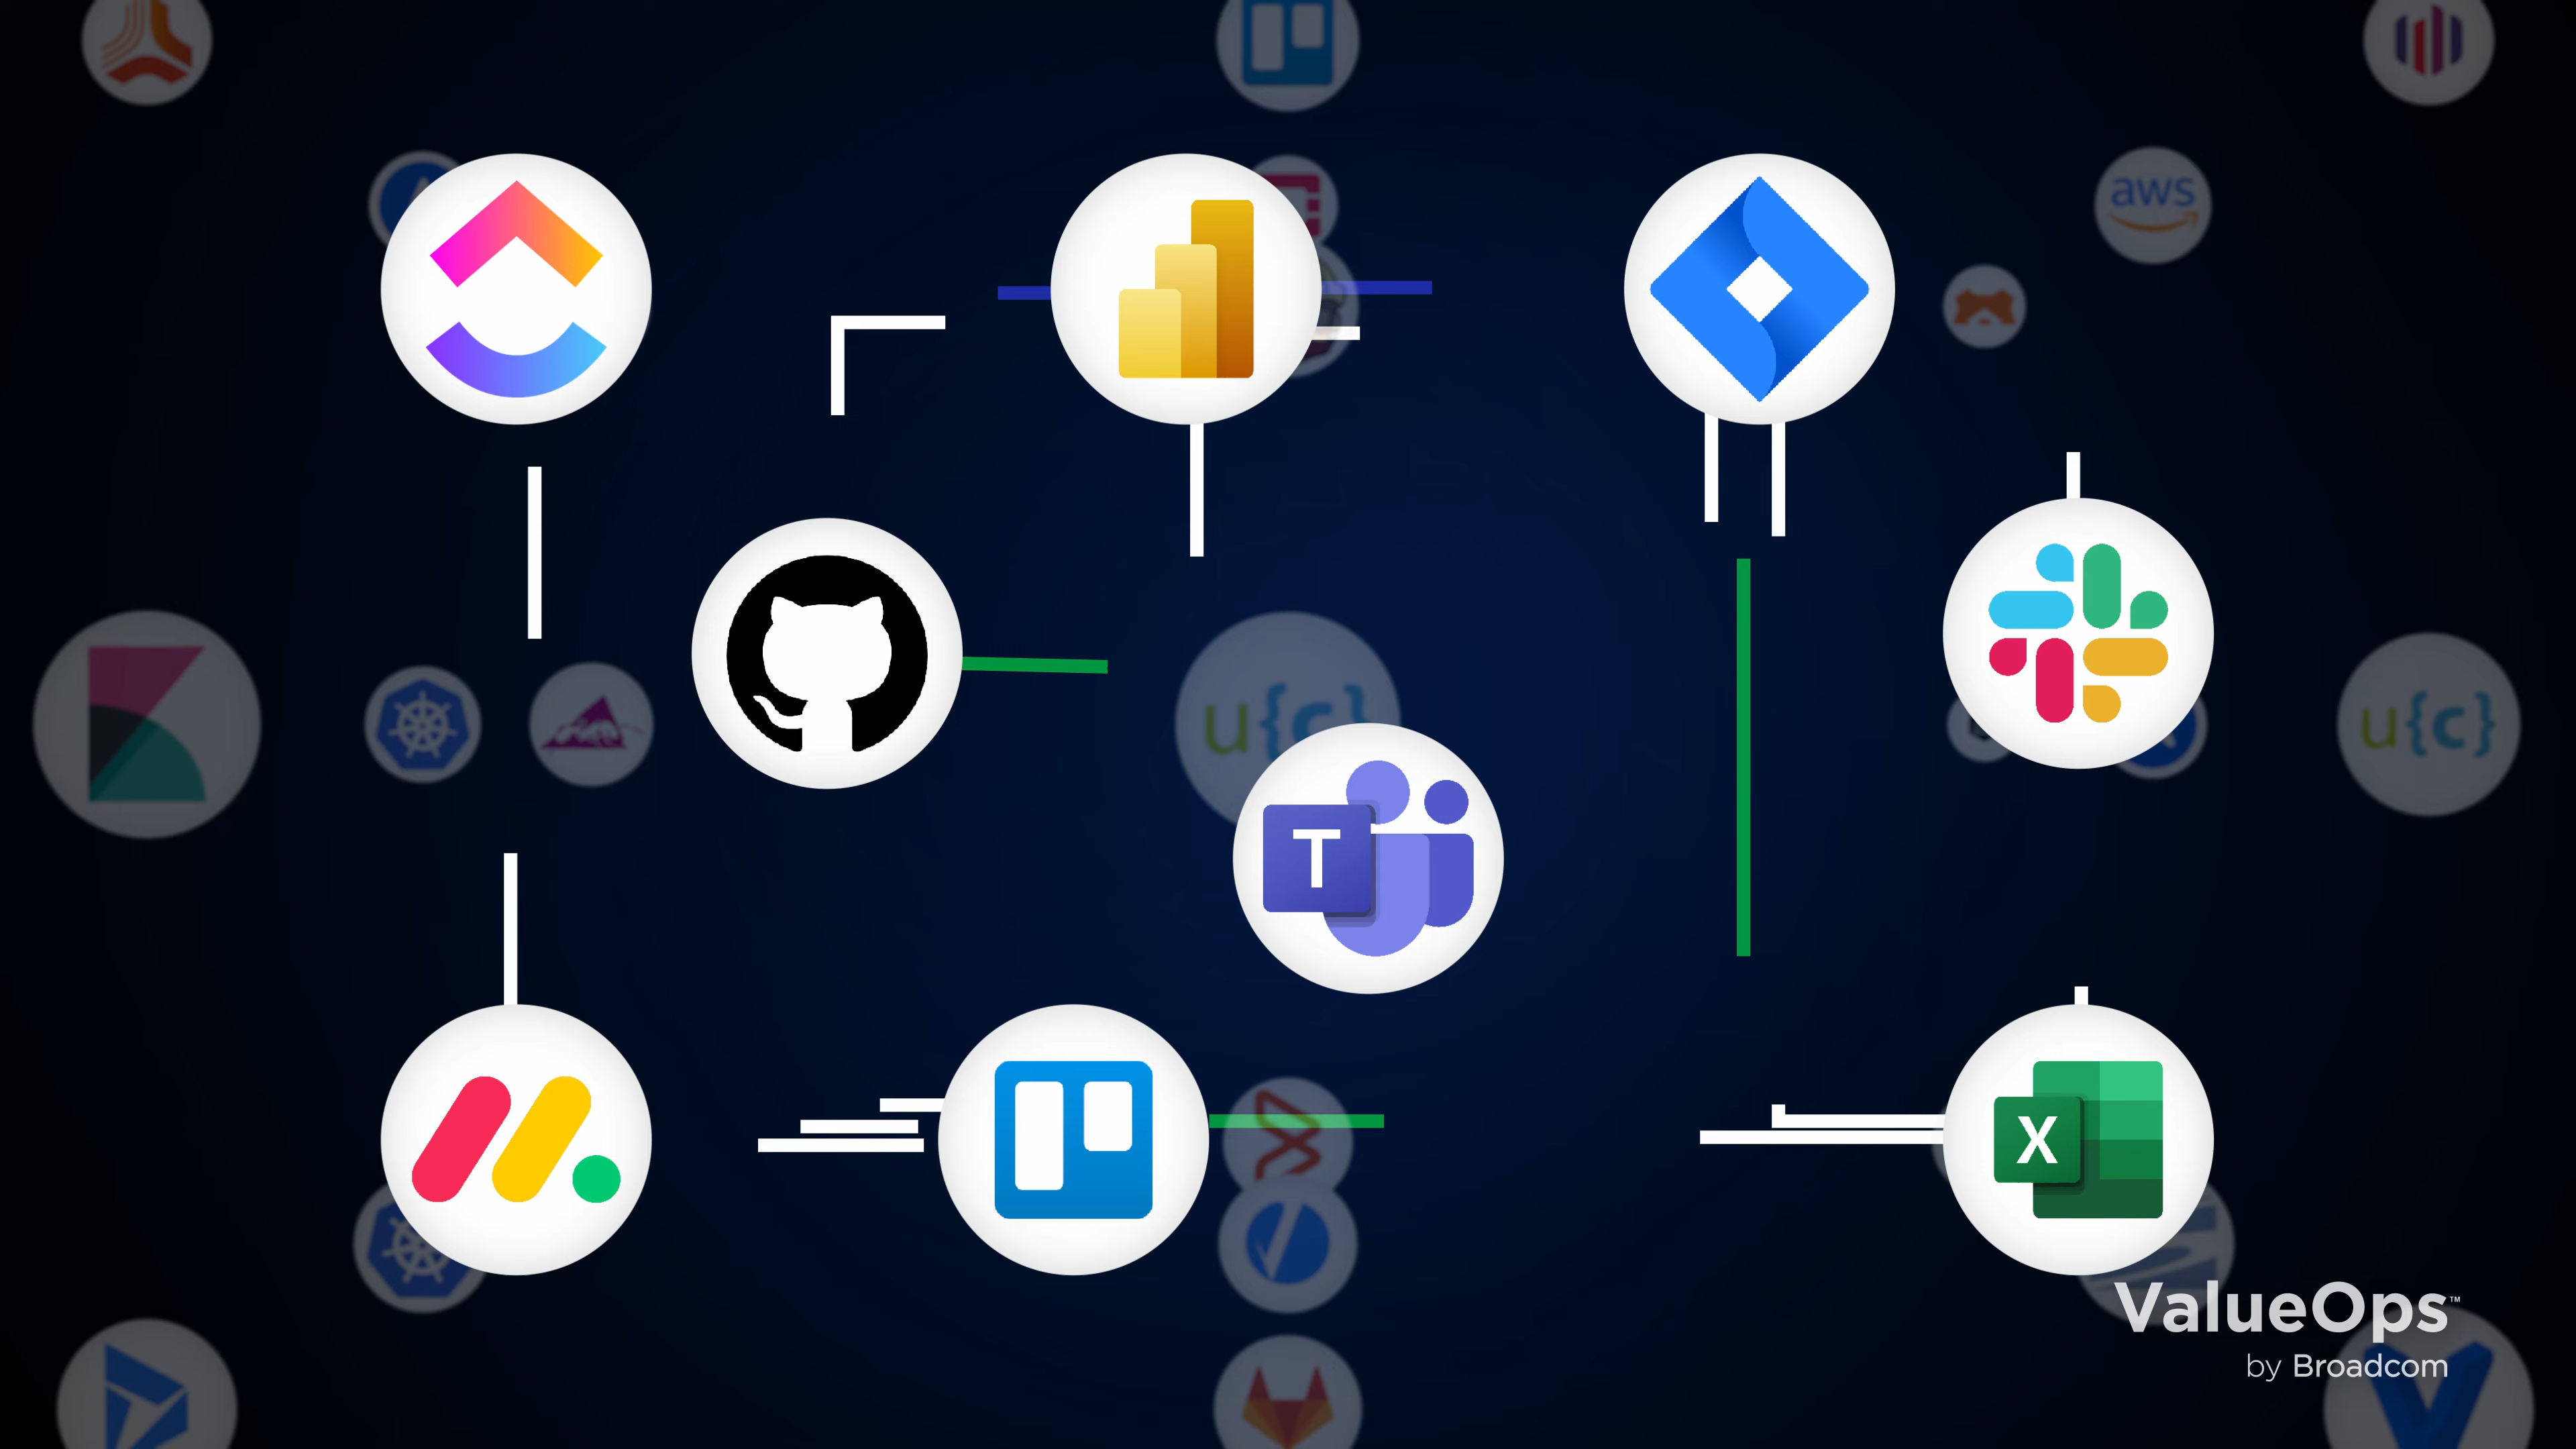 aws
u{c}
u{c}
T
X
ValueOps™
by Broadcom